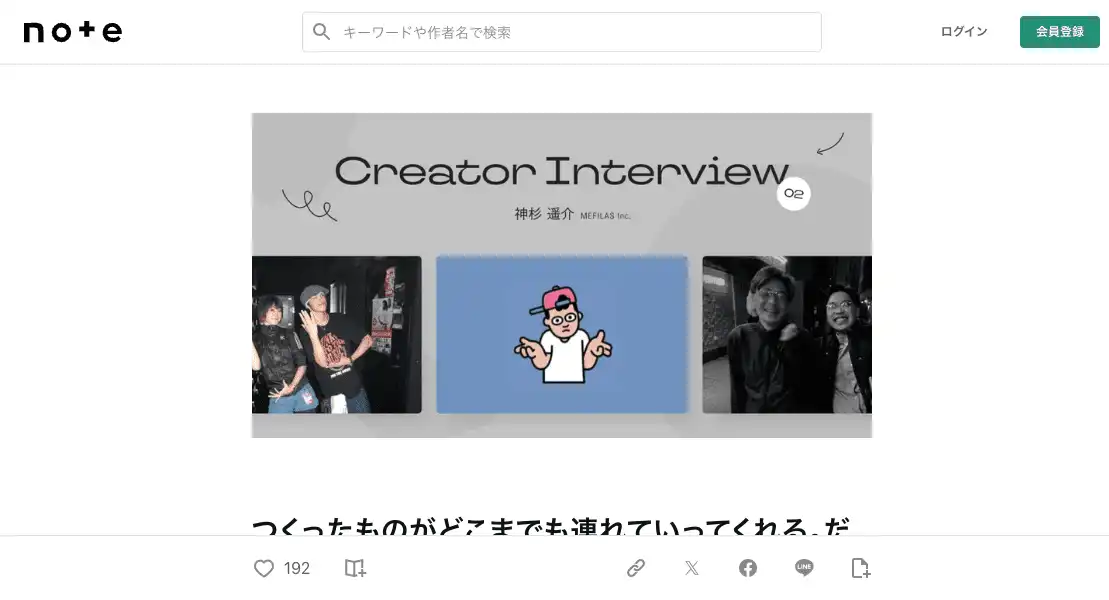 note
キーワードや作者名で検索
ログイン
会員登録
Creator Interview
02
神杉 遥介 MEFILAS Inc.
つくったものがどこまでも連れていってくれる。だ
192
LINE